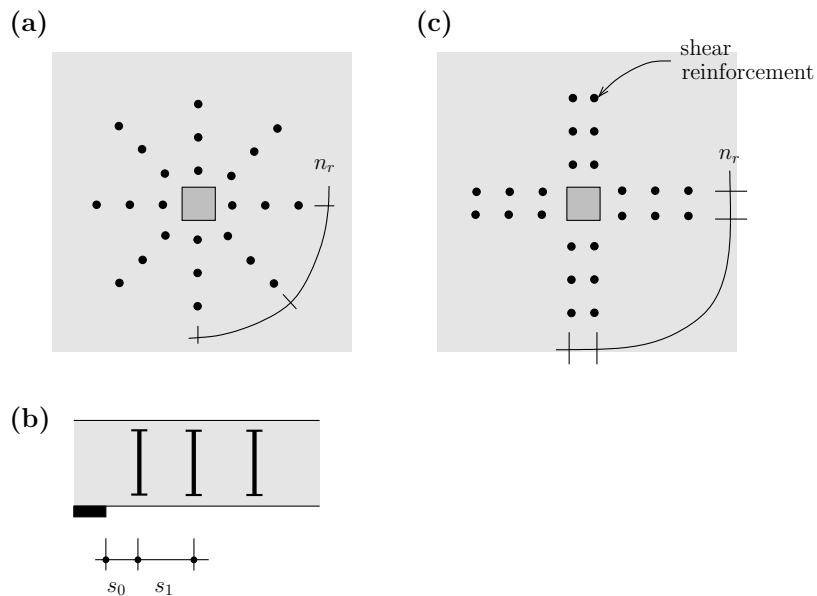 (a)
n_r
(b)
s_0 s_1
(c)
shear
reinforcement
n_r